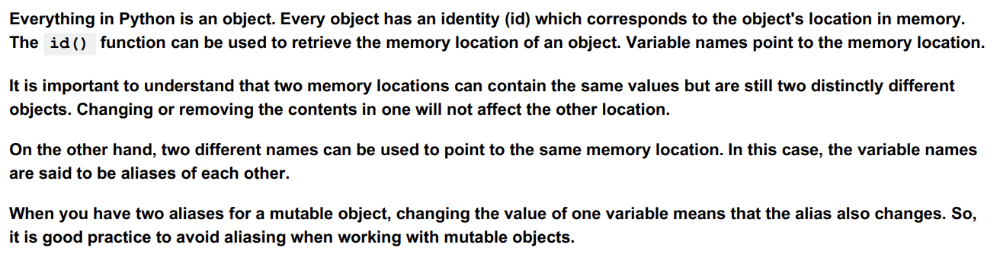 Everything in Python is an object. Every object has an identity (id) which corresponds to the object's location in memory.
The id() function can be used to retrieve the memory location of an object. Variable names point to the memory location.
It is important to understand that two memory locations can contain the same values but are still two distinctly different
objects. Changing or removing the contents in one will not affect the other location.
On the other hand, two different names can be used to point to the same memory location. In this case, the variable names
are said to be aliases of each other.
When you have two aliases for a mutable object, changing the value of one variable means that the alias also changes. So,
it is good practice to avoid aliasing when working with mutable objects.